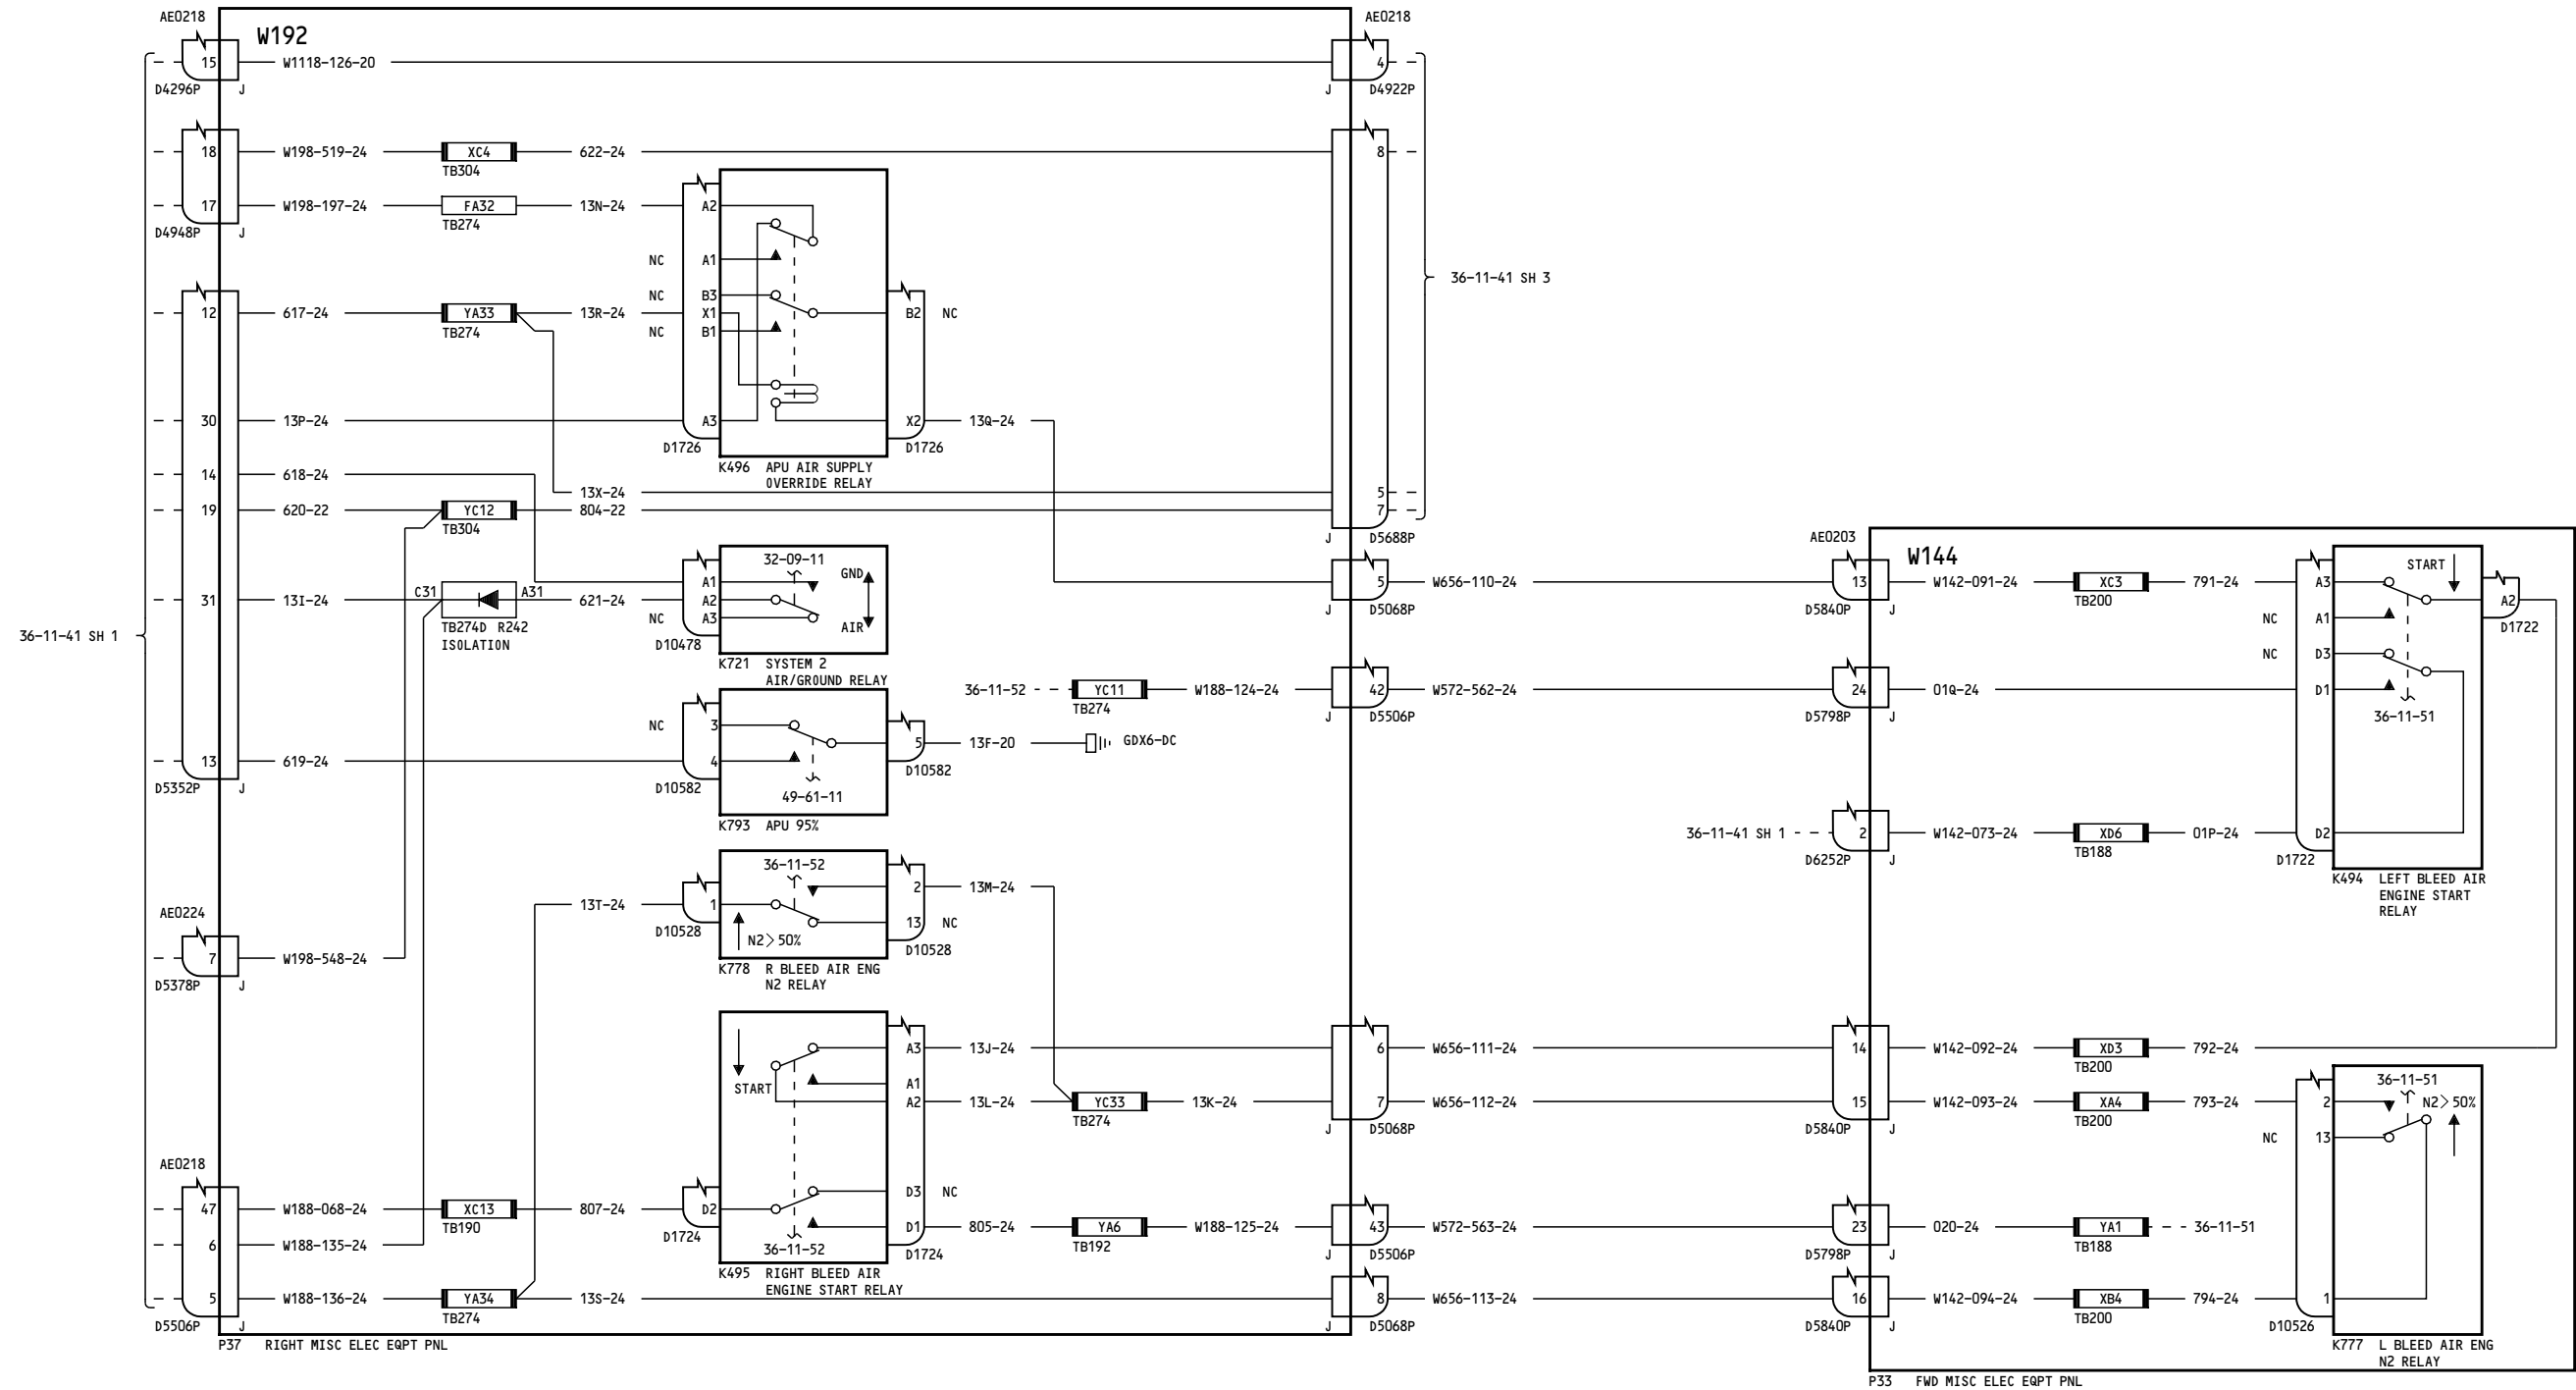 AE0218
W192
15 W1118-126-20
D4296P J
AE0218
4
J D4922P
18 W198-519-24 XC4 622-24 8
TB304
17 W198-197-24 FA32 13N-24 A2
TB274
D4948P J
NC A1
NC B3
12 617-24 YA33 13R-24 X1
TB274
NC B1
B2 NC
30 13P-24 A3
X2 13Q-24
D1726 D1726
K496 APU AIR SUPPLY
OVERRIDE RELAY
36-11-41 SH 3
14 618-24
13X-24 5
19 620-22 YC12 804-22 7
TB304
J D5688P
32-09-11
GND
AIR
A1
31 13I-24 C31 A31 621-24 A2
NC A3
TB274D R242
ISOLATION
D10478
K721 SYSTEM 2
AIR/GROUND RELAY
36-11-41 SH 1
5 W656-110-24
J D5068P
36-11-52 YC11 W188-124-24 42 W572-562-24
TB274
J D5506P
NC 3
5 13F-20 GDX6-DC
13 619-24 4
D5352P J
D10582 D10582
49-61-11
K793 APU 95%
36-11-52
2 13M-24
13T-24 1
13 NC
N2>50%
D10528 D10528
K778 R BLEED AIR ENG
N2 RELAY
AE0224
7 W198-548-24
D5378P J
START
A3 13J-24 6 W656-111-24
A1
A2 13L-24 YC33 13K-24 7 W656-112-24
TB274
J D5068P
AE0218
D3 NC
47 W188-068-24 XC13 807-24 D2
TB190
D1 805-24 YA6 W188-125-24 43 W572-563-24
TB192
J D5506P
D1724 D1724
36-11-52
K495 RIGHT BLEED AIR
ENGINE START RELAY
6 W188-135-24
5 W188-136-24 YA34 13S-24 8 W656-113-24
TB274
D5506P J
J D5068P
P37 RIGHT MISC ELEC EQPT PNL
AE0203
W144
13 W142-091-24 XC3 791-24 A3
TB200
D5840P J
START
A2
D1722
NC A1
NC D3
24 01Q-24 D1
D5798P J
36-11-51
36-11-41 SH 1 2 W142-073-24 XD6 01P-24 D2
TB188
D6252P J
D1722
K494 LEFT BLEED AIR
ENGINE START
RELAY
14 W142-092-24 XD3 792-24
TB200
36-11-51
15 W142-093-24 XA4 793-24 2
TB200
N2>50%
D5840P J
NC 13
23 020-24 YA1 36-11-51
TB188
D5798P J
16 W142-094-24 XB4 794-24 1
TB200
D5840P J
D10526
K777 L BLEED AIR ENG
N2 RELAY
P33 FWD MISC ELEC EQPT PNL